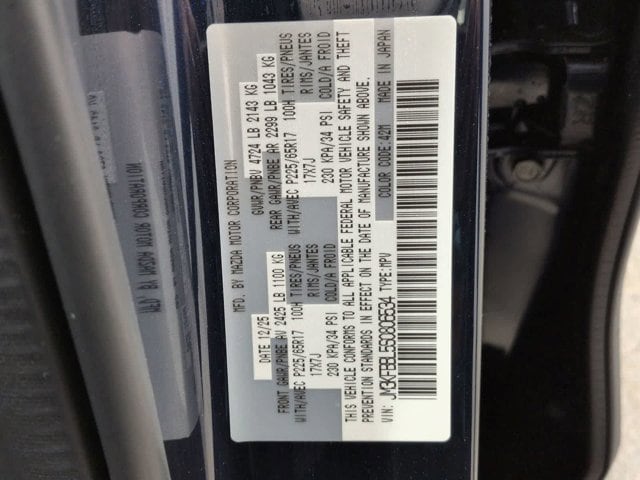 MFD.BY MAZDA MOTOR CORPORATION
DATE 12/25 GVWR/PNBV 4724 LB 2143 KG
FRONT GAWR/PNBE AV 2425 LB 1100 KG REAR GAWR/PNBE AR 2299 LB 1043 KG
WITH/AVEC P225/65R17 100H TIRES/PNEUS WITH/AVEC P225/65R17 100H TIRES/PNEUS
17X7J RIMS/JANTES 17X7J RIMS/JANTES
230 KPA/34 PSI COLD/A FROID 230 KPA/34 PSI COLD/A FROID
THIS VEHICLE CONFORMS TO ALL APPLICABLE FEDERAL MOTOR VEHICLE SAFETY AND THEFT
PREVENTION STANDARDS IN EFFECT ON THE DATE OF MANUFACTURE SHOWN ABOVE.
VIN: JM3KFBBL5S0806534 TYPE:MPV COLOR CODE: 42M MADE IN JAPAN